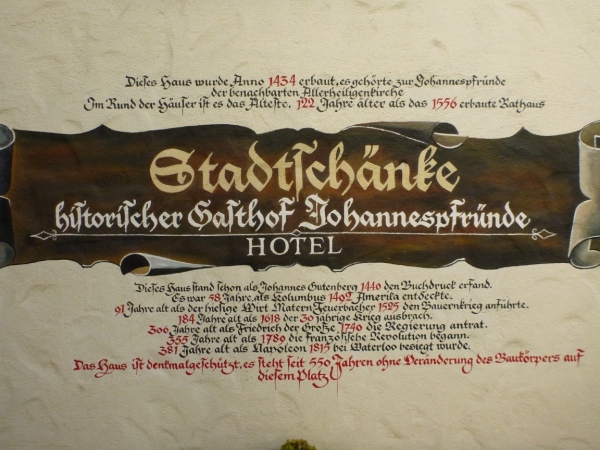 Dieses Haus wurde Anno 1434 erbaut, es gehörte zur Johannespfründe
der benachbarten Allerheiligenkirche
Im Rund der Häuser ist es das Älteste, 122 Jahre älter als das 1556 erbaute Rathaus
Stadtschänke
historischer Gasthof Johannespfründe
HOTEL
Dieses Haus stand schon als Johannes Gutenberg 1440 den Buchdruck erfand.
Es war 58 Jahre, als Kolumbus 1492 Amerika entdeckte.
91 Jahre alt als der hiesige Wirt Matern Feuerbacher 1525 den Bauernkrieg anführte.
184 Jahre alt als 1618 der 30 jährige Krieg ausbrach.
306 Jahre alt als Friedrich der Große 1740 die Regierung antrat.
355 Jahre alt als 1789 die französische Revolution begann.
381 Jahre alt als Napoleon 1815 bei Waterloo besiegt wurde.
Das Haus ist denkmalgeschützt, es steht seit 550 Jahren ohne Veränderung des Baukörpers auf
diesem Platz